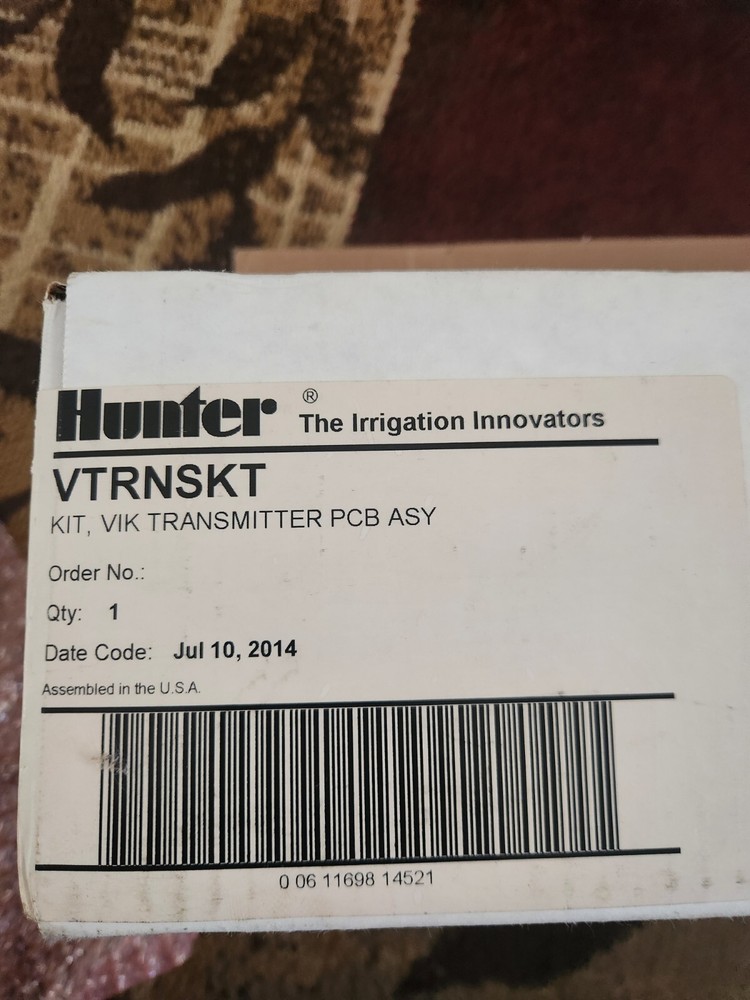 Hunter ® The Irrigation Innovators
VTRNSKT
KIT, VIK TRANSMITTER PCB ASY
Order No.:
Qty: 1
Date Code: Jul 10, 2014
Assembled in the U.S.A.
0 06 11698 14521